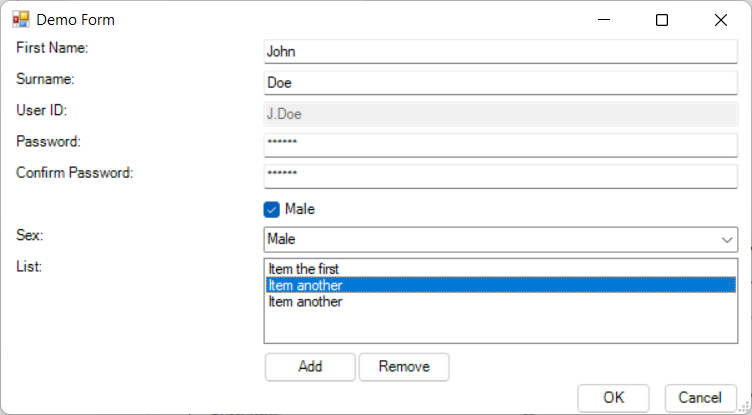 Demo Form
First Name: John
Surname: Doe
User ID: J.Doe
Password: ******
Confirm Password: ******
Male
Sex: Male
List: Item the first
Item another
Item another
Add Remove
OK Cancel